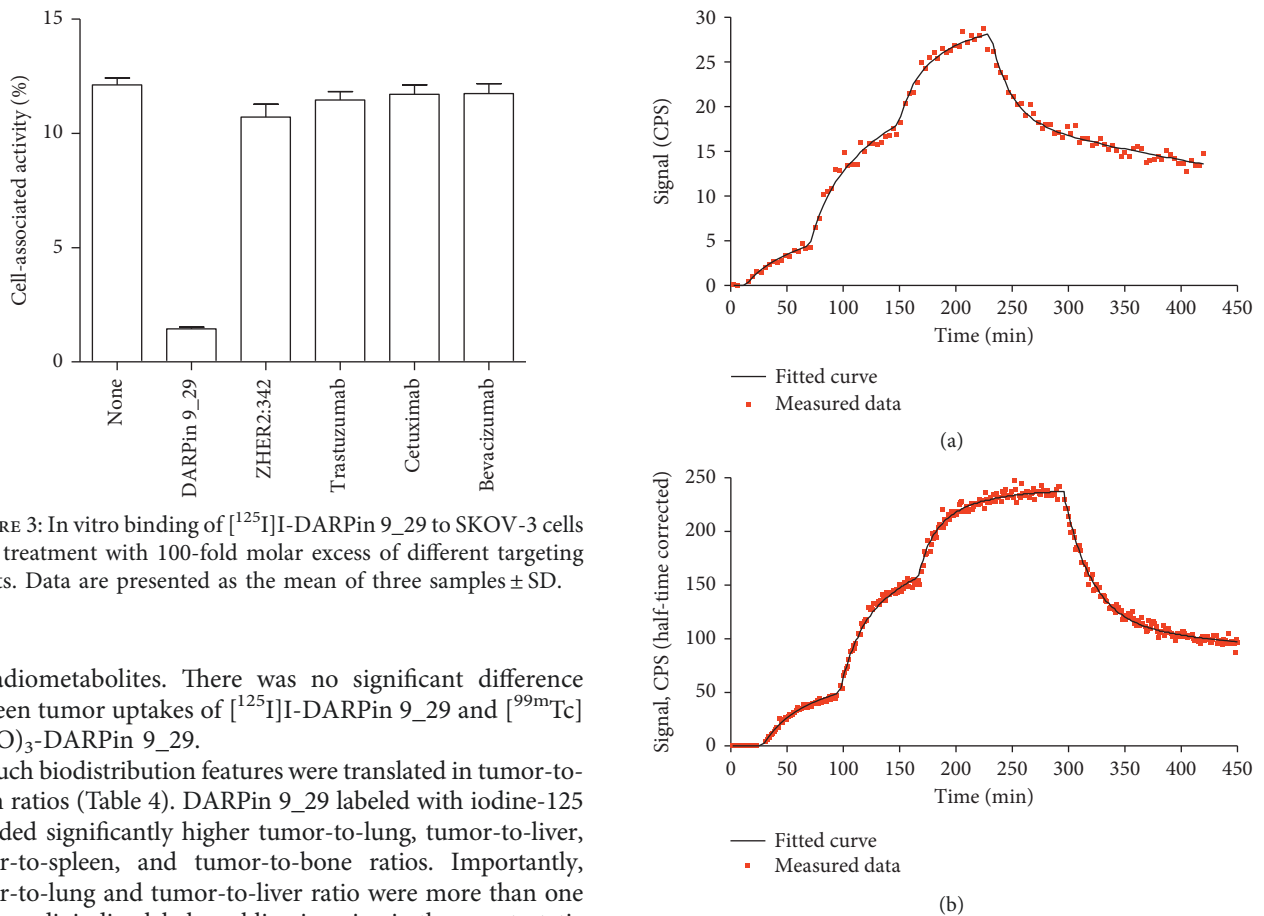 15
10
5
0
Cell-associated activity (%)
None
DARPin 9_29
ZHER2:342
Trastuzumab
Cetuximab
Bevacizumab
RE 3: In vitro binding of [¹²⁵I]I-DARPin 9_29 to SKOV-3 cells
treatment with 100-fold molar excess of different targeting
ts. Data are presented as the mean of three samples ± SD.
adiometabolites. There was no significant difference
een tumor uptakes of [¹²⁵I]I-DARPin 9_29 and [⁹⁹ᵐTc]
O)₃-DARPin 9_29.
uch biodistribution features were translated in tumor-to-
n ratios (Table 4). DARPin 9_29 labeled with iodine-125
ded significantly higher tumor-to-lung, tumor-to-liver,
r-to-spleen, and tumor-to-bone ratios. Importantly,
or-to-lung and tumor-to-liver ratio were more than one
30
25
20
15
10
5
0
Signal (CPS)
0 50 100 150 200 250 300 350 400 450
Time (min)
Fitted curve
Measured data
(a)
250
200
150
100
50
0
Signal, CPS (half-time corrected)
0 50 100 150 200 250 300 350 400 450
Time (min)
Fitted curve
Measured data
(b)